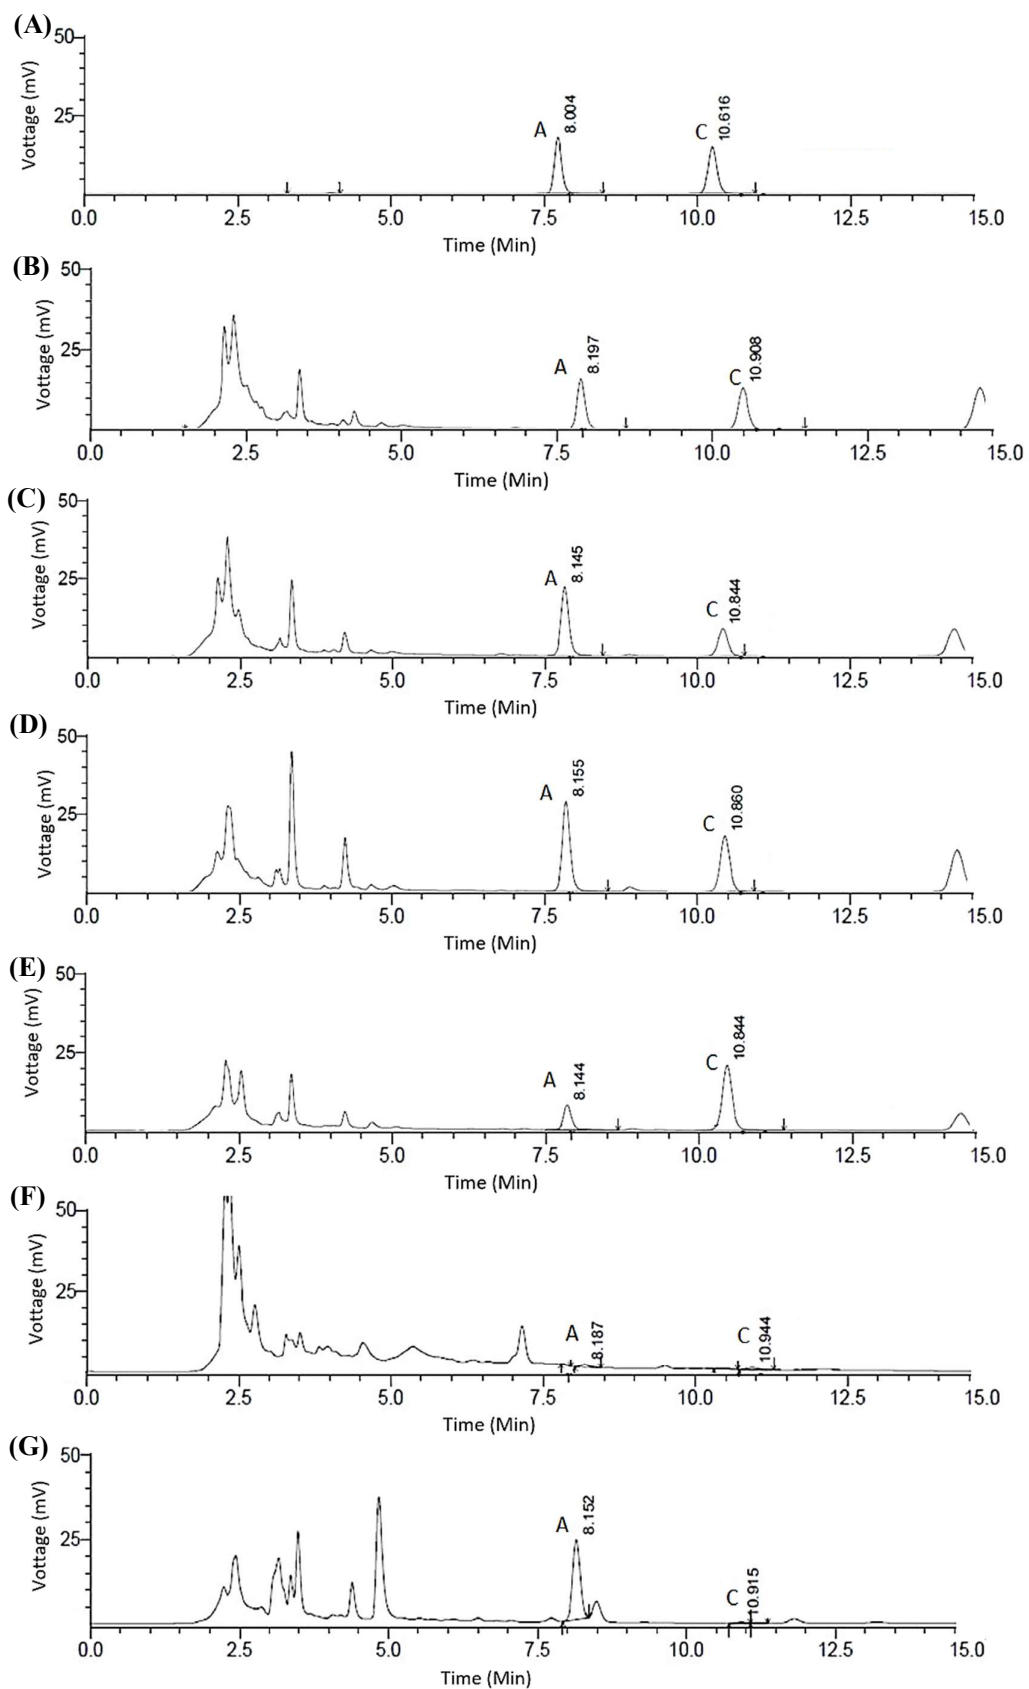 (A)
50
25
Vottage (mV)
A
8.004
C
10.616
0.0 2.5 5.0 7.5 10.0 12.5 15.0
Time (Min)
(B)
50
25
Vottage (mV)
A
8.197
C
10.908
0.0 2.5 5.0 7.5 10.0 12.5 15.0
Time (Min)
(C)
50
25
Vottage (mV)
A
8.145
C
10.844
0.0 2.5 5.0 7.5 10.0 12.5 15.0
Time (Min)
(D)
50
25
Vottage (mV)
A
8.155
C
10.860
0.0 2.5 5.0 7.5 10.0 12.5 15.0
Time (Min)
(E)
50
25
Vottage (mV)
A
8.144
C
10.844
0.0 2.5 5.0 7.5 10.0 12.5 15.0
Time (Min)
(F)
50
25
Vottage (mV)
A
8.187
C
10.944
0.0 2.5 5.0 7.5 10.0 12.5 15.0
Time (Min)
(G)
50
25
Vottage (mV)
A
8.152
C
10.915
0.0 2.5 5.0 7.5 10.0 12.5 15.0
Time (Min)